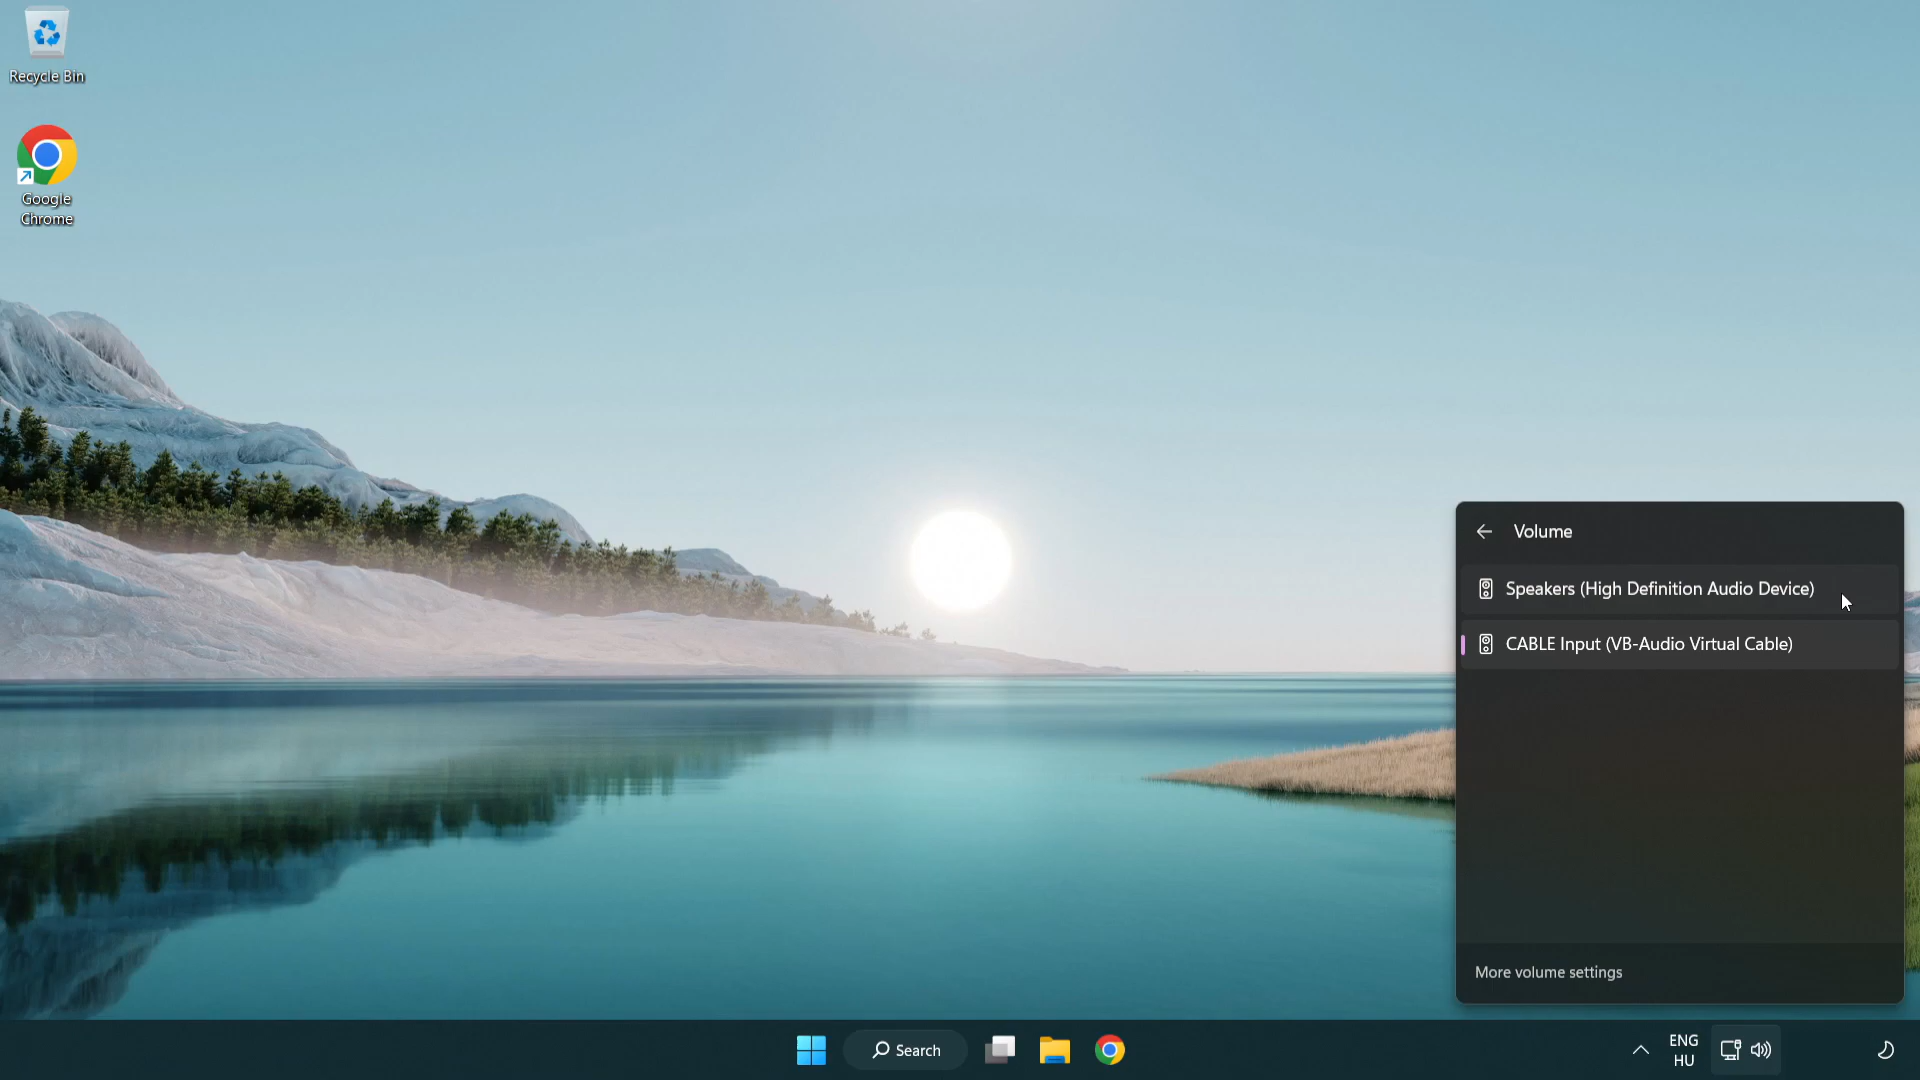 Recycle Bin
Google
Chrome
Volume
Speakers (High Definition Audio Device)
CABLE Input (VB-Audio Virtual Cable)
More volume settings
Search
ENG
HU